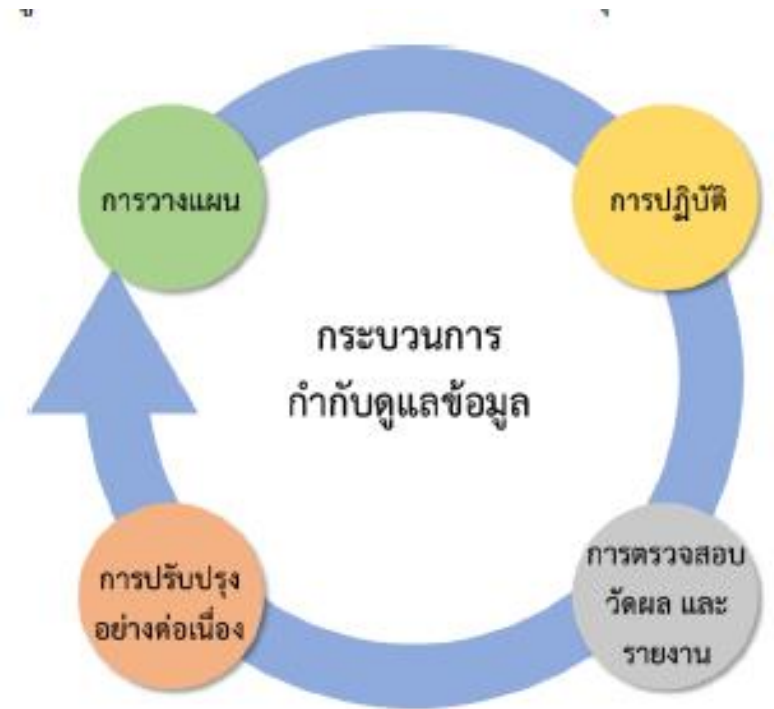 การวางแผน
การปฏิบัติ
กระบวนการ
กำกับดูแลข้อมูล
การตรวจสอบ
วัดผล และ
รายงาน
การปรับปรุง
อย่างต่อเนื่อง